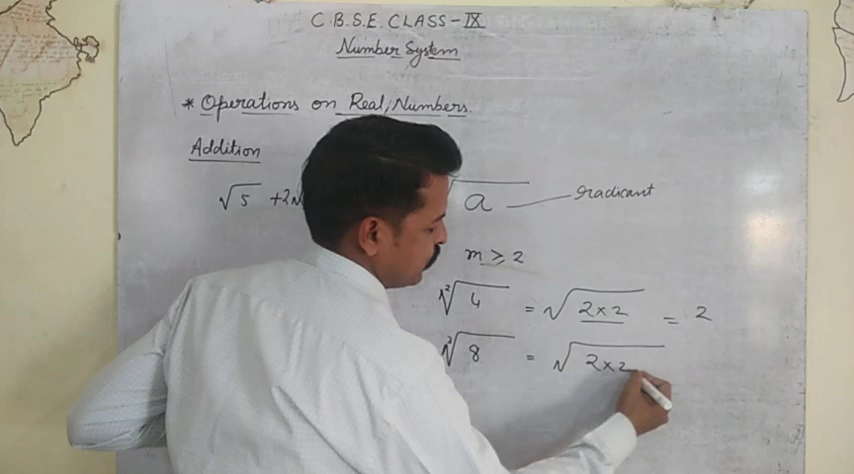 C.B.S.E. CLASS-IX
Number System
* Operations on Real Numbers.
Addition
√5 + 2√
√a radicant
m ≥ 2
²√4 = √2×2 = 2
²√8 = √2×2